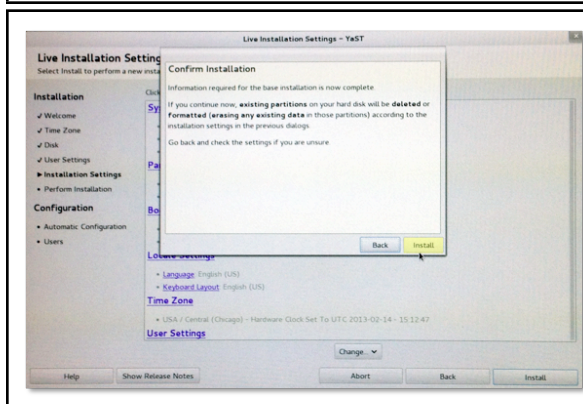 Live Installation Settings - YaST
Live Installation Setting
Select Install to perform a new insta
Installation
✓ Welcome
✓ Time Zone
✓ Disk
✓ User Settings
▶ Installation Settings
• Perform Installation
Configuration
• Automatic Configuration
• Users
Click
Sy
Pa
Bo
Confirm Installation
Information required for the base installation is now complete.
If you continue now, existing partitions on your hard disk will be deleted or
formatted (erasing any existing data in those partitions) according to the
installation settings in the previous dialogs.
Go back and check the settings if you are unsure.
Back Install
Locale Settings
• Language: English (US)
• Keyboard Layout: English (US)
Time Zone
• USA / Central (Chicago) - Hardware Clock Set To UTC 2013-02-14 - 15:12:47
User Settings
Change...
Help Show Release Notes Abort Back Install